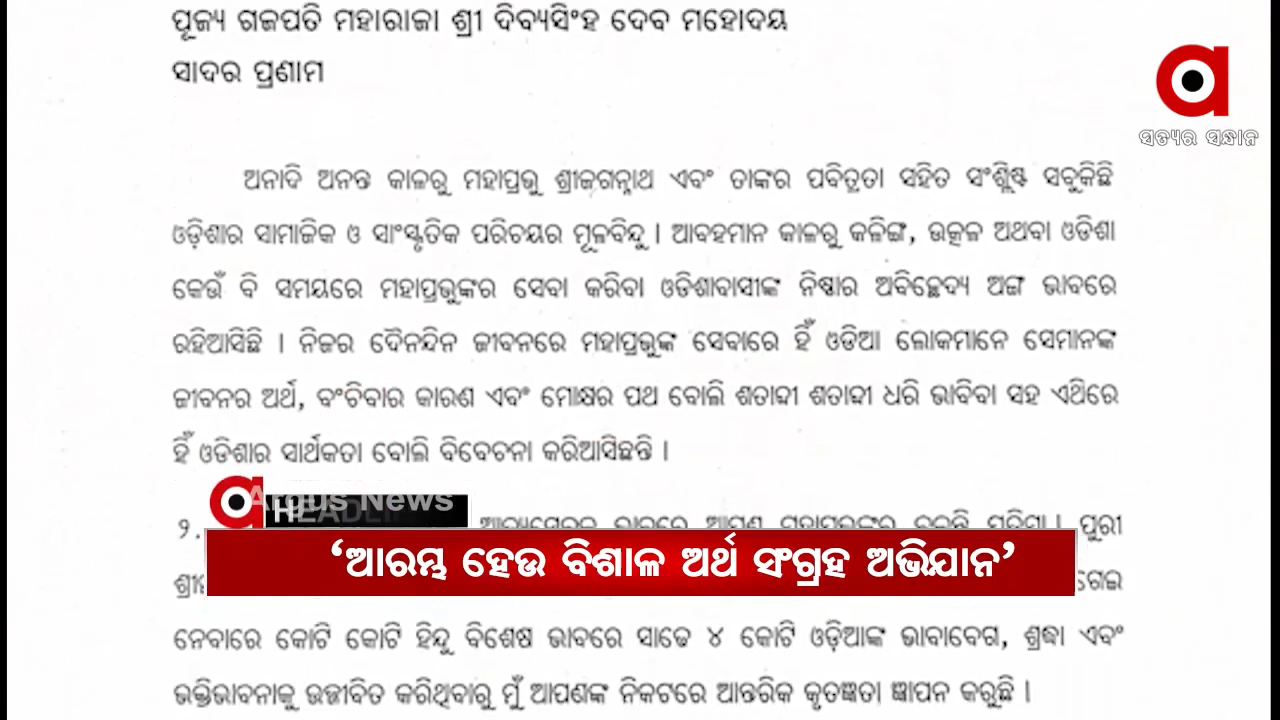 ପୂଜ୍ୟ ଗଜପତି ମହାରାଜା ଶ୍ରୀ ଦିବ୍ୟସିଂହ ଦେବ ମହୋଦୟ
ସାଦର ପ୍ରଣାମ
ସତ୍ୟର ସନ୍ଧାନ
ଅନାଦି ଅନନ୍ତ କାଳରୁ ମହାପ୍ରଭୁ ଶ୍ରୀଜଗନ୍ନାଥ ଏବଂ ତାଙ୍କର ପବିତ୍ରତା ସହିତ ସଂଶ୍ଲିଷ୍ଟ ସବୁକିଛି
ଓଡ଼ିଶାର ସାମାଜିକ ଓ ସାଂସ୍କୃତିକ ପରିଚୟର ମୂଳବିନ୍ଦୁ । ଆବହମାନ କାଳରୁ କଳିଙ୍ଗ, ଉତ୍କଳ ଅଥବା ଓଡିଶା
କେଉଁ ବି ସମୟରେ ମହାପ୍ରଭୁଙ୍କର ସେବା କରିବା ଓଡିଶାବାସୀଙ୍କ ନିଷ୍ଠାର ଅବିଚ୍ଛେଦ୍ୟ ଅଙ୍ଗ ଭାବରେ
ରହିଆସିଛି । ନିଜର ଦୈନନ୍ଦିନ ଜୀବନରେ ମହାପ୍ରଭୁଙ୍କ ସେବାରେ ହିଁ ଓଡିଆ ଲୋକମାନେ ସେମାନଙ୍କ
ଜୀବନର ଅର୍ଥ, ବଂଚିବାର କାରଣ ଏବଂ ମୋକ୍ଷର ପଥ ବୋଲି ଶତାବ୍ଦୀ ଶତାବ୍ଦୀ ଧରି ଭାବିବା ସହ ଏଥିରେ
ହିଁ ଓଡିଶାର ସାର୍ଥକତା ବୋଲି ବିବେଚନା କରିଆସିଛନ୍ତି ।
Argus News
HEADLI
୨. ପୁରୀ
‘ଆରମ୍ଭ ହେଉ ବିଶାଳ ଅର୍ଥ ସଂଗ୍ରହ ଅଭିଯାନ’
ନେବାରେ କୋଟି କୋଟି ହିନ୍ଦୁ ବିଶେଷ ଭାବରେ ସାଢେ ୪ କୋଟି ଓଡ଼ିଆଙ୍କ ଭାବାବେଗ, ଶ୍ରଦ୍ଧା ଏବଂ
ଭକ୍ତିଭାବନାକୁ ଉଜ୍ଜୀବିତ କରିଥିବାରୁ ମୁଁ ଆପଣଙ୍କ ନିକଟରେ ଆନ୍ତରିକ କୃତଜ୍ଞତା ଜ୍ଞାପନ କରୁଛି ।